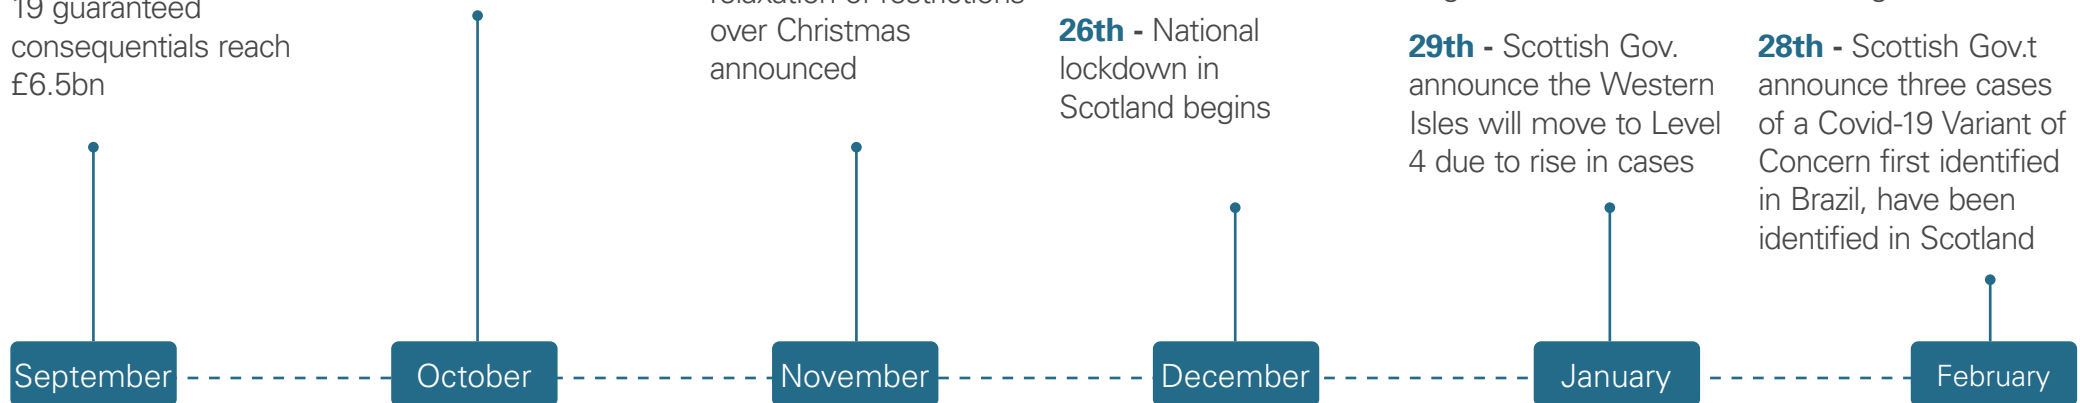 19 guaranteed
consequentials reach
£6.5bn
relaxation of restrictions
over Christmas
announced
26th - National
lockdown in
Scotland begins
29th - Scottish Gov.
announce the Western
Isles will move to Level
4 due to rise in cases
28th - Scottish Gov.t
announce three cases
of a Covid-19 Variant of
Concern first identified
in Brazil, have been
identified in Scotland
September
October
November
December
January
February